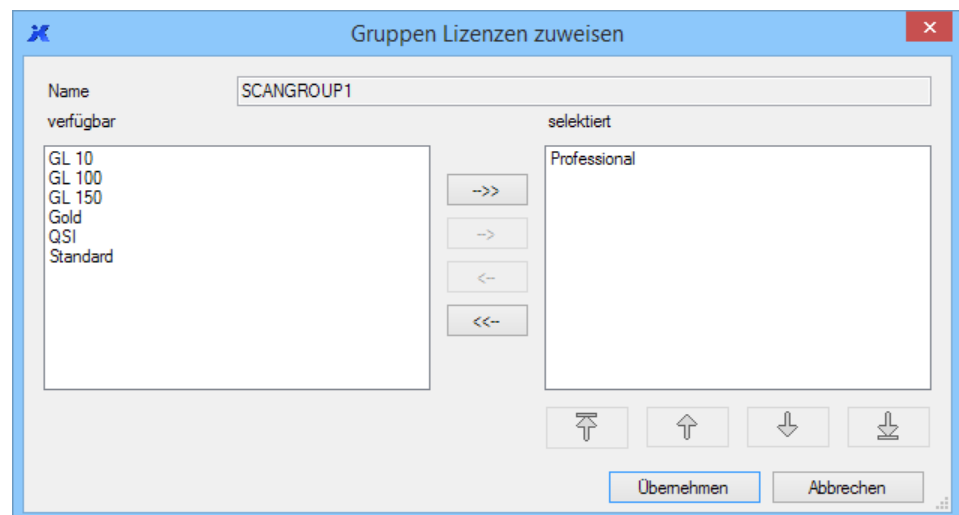 Gruppen Lizenzen zuweisen
Name SCANGROUP1
verfügbar selektiert
GL 10
GL 100
GL 150
Gold
QSI
Standard
-->>
-->
<--
<<--
Professional
Übernehmen Abbrechen